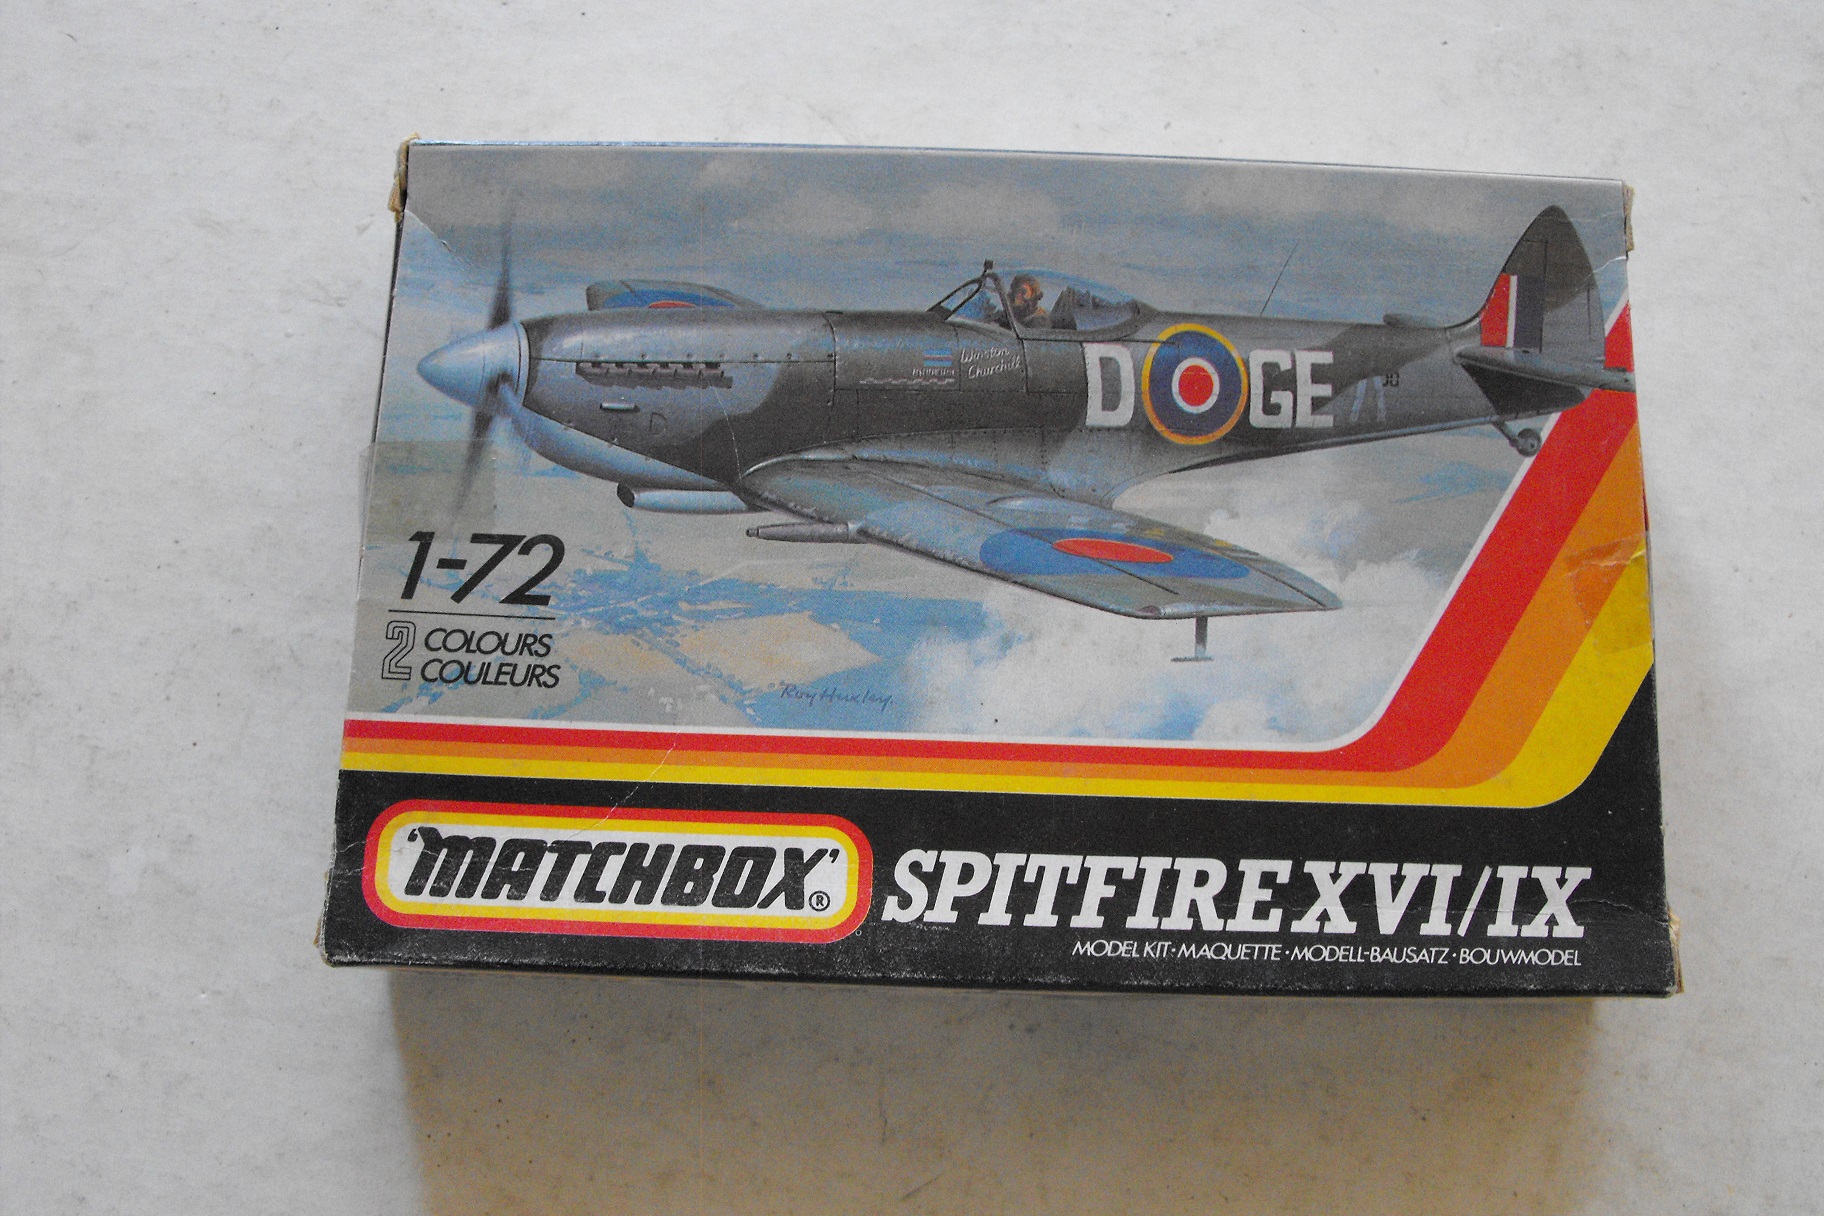 Winston
Churchill
D GE
1-72
2 COLOURS
COULEURS
Roy Huxley.
'MATCHBOX'®
SPITFIRE XVI/IX
MODEL KIT·MAQUETTE·MODELL-BAUSATZ·BOUWMODEL